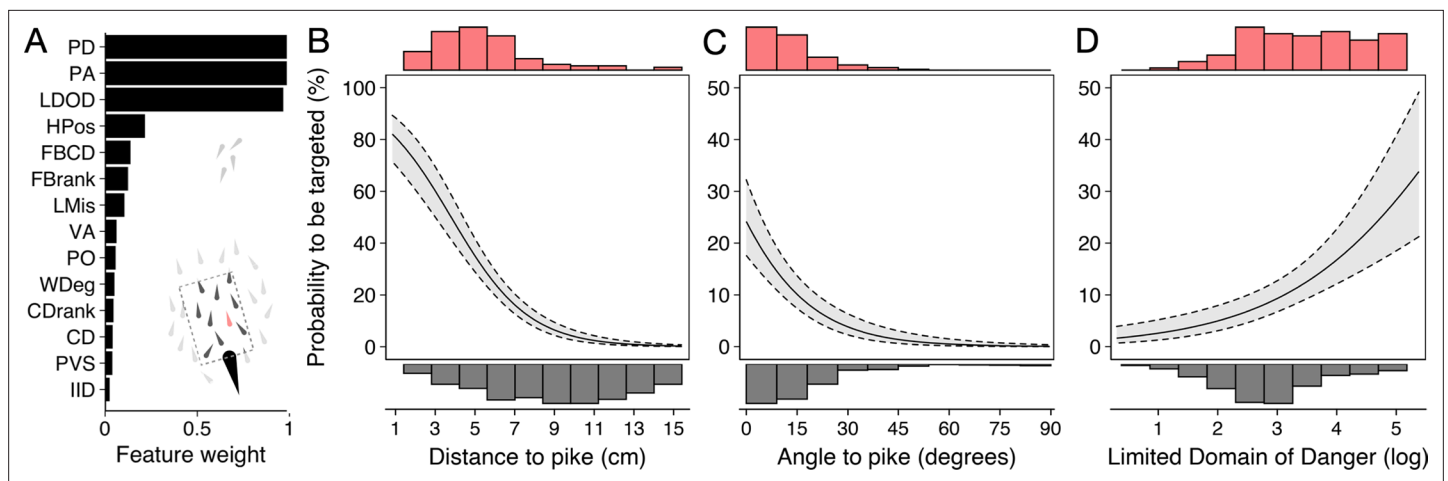 A
PD
PA
LDOD
HPos
FBCD
FBrank
LMis
VA
PO
WDeg
CDrank
CD
PVS
IID
0 0.5 1
Feature weight
B
Probability to be targeted (%)
100
80
60
40
20
0
1 3 5 7 9 11 13 15
Distance to pike (cm)
C
50
40
30
20
10
0
0 15 30 45 60 75 90
Angle to pike (degrees)
D
50
40
30
20
10
0
1 2 3 4 5
Limited Domain of Danger (log)